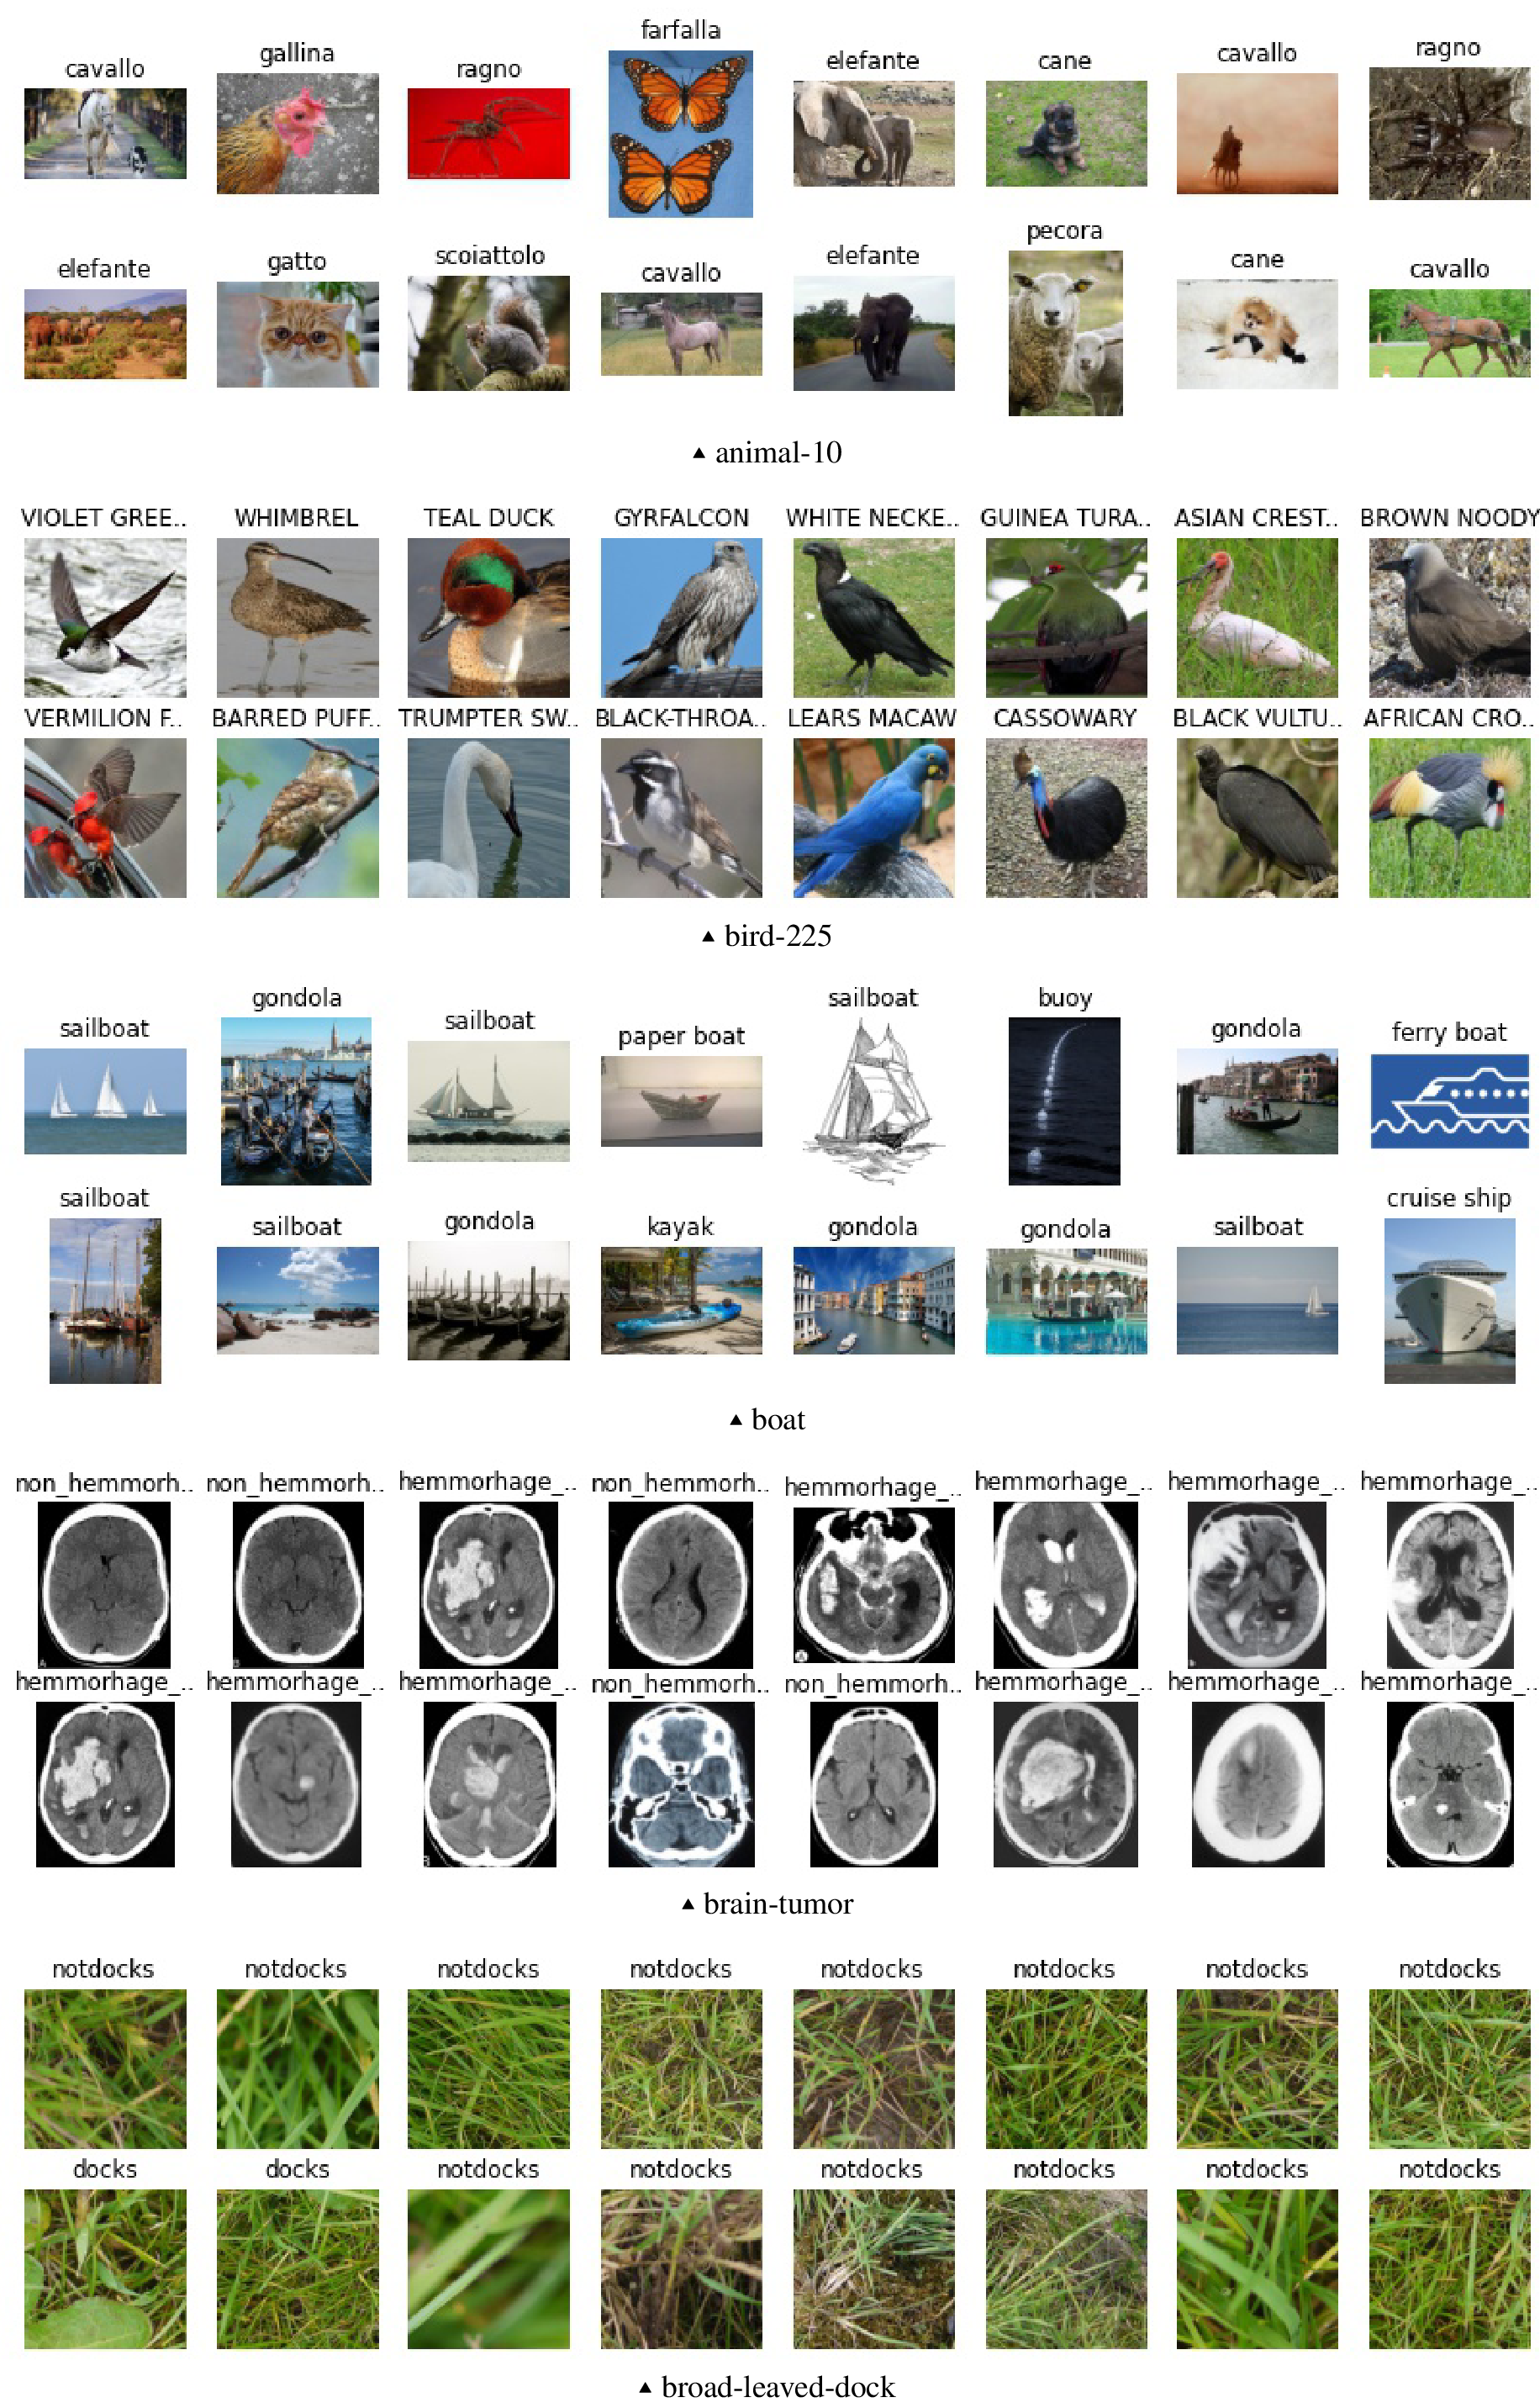 cavallo gallina ragno farfalla elefante cane cavallo ragno
elefante gatto scoiattolo cavallo elefante pecora cane cavallo
▲ animal-10
VIOLET GREE.. WHIMBREL TEAL DUCK GYRFALCON WHITE NECKE.. GUINEA TURA.. ASIAN CREST.. BROWN NOODY
VERMILION F.. BARRED PUFF.. TRUMPTER SW.. BLACK-THROA.. LEARS MACAW CASSOWARY BLACK VULTU.. AFRICAN CRO..
▲ bird-225
sailboat gondola sailboat paper boat sailboat buoy gondola ferry boat
sailboat sailboat gondola kayak gondola gondola sailboat cruise ship
▲ boat
non_hemmorh.. non_hemmorh.. hemmorhage_.. non_hemmorh.. hemmorhage_.. hemmorhage_.. hemmorhage_.. hemmorhage_..
hemmorhage_.. hemmorhage_.. hemmorhage_.. non_hemmorh.. non_hemmorh.. hemmorhage_.. hemmorhage_.. hemmorhage_..
▲ brain-tumor
notdocks notdocks notdocks notdocks notdocks notdocks notdocks notdocks
docks docks notdocks notdocks notdocks notdocks notdocks notdocks
▲ broad-leaved-dock